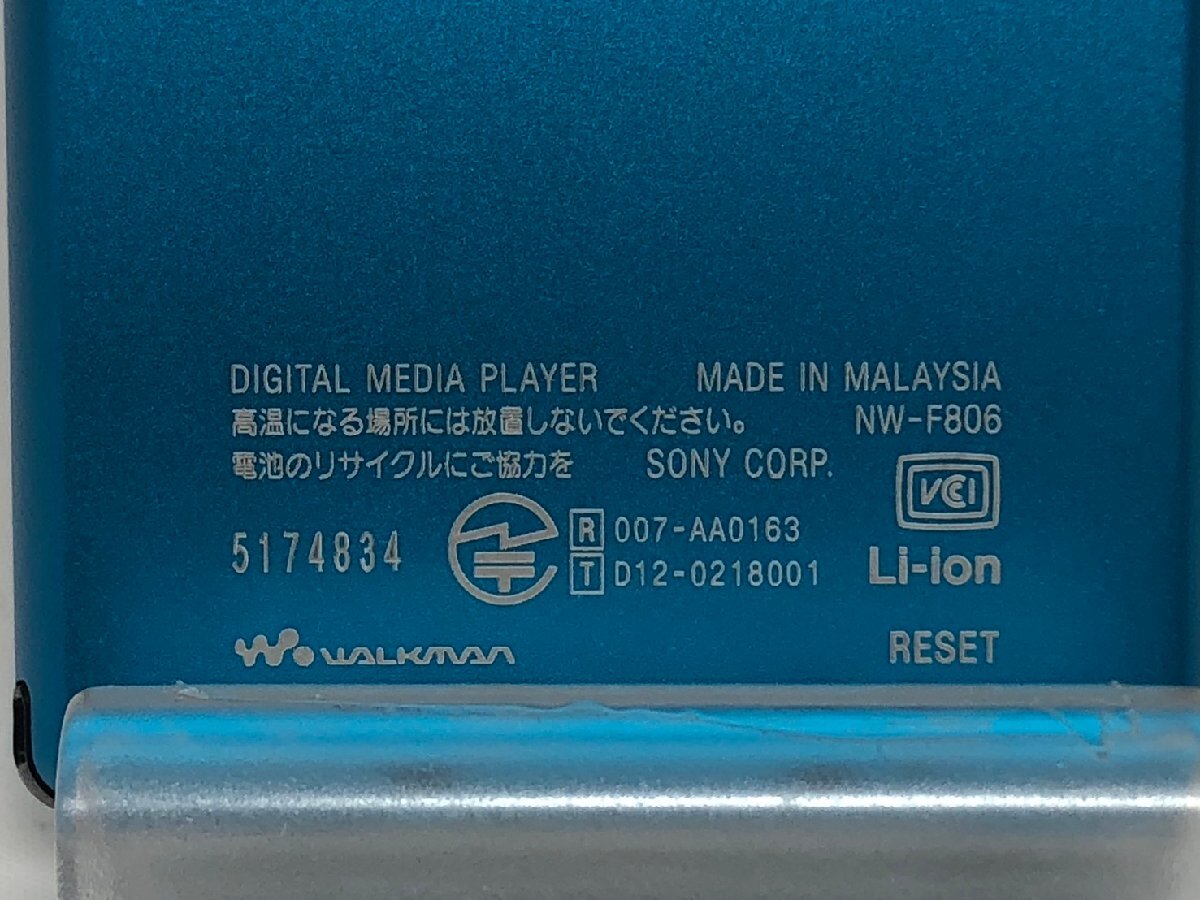 DIGITAL MEDIA PLAYER MADE IN MALAYSIA
高温になる場所には放置しないでください。 NW-F806
電池のリサイクルにご協力を SONY CORP.
VCI
5174834 R 007-AA0163
T D12-0218001 Li-ion
WALKMAN RESET